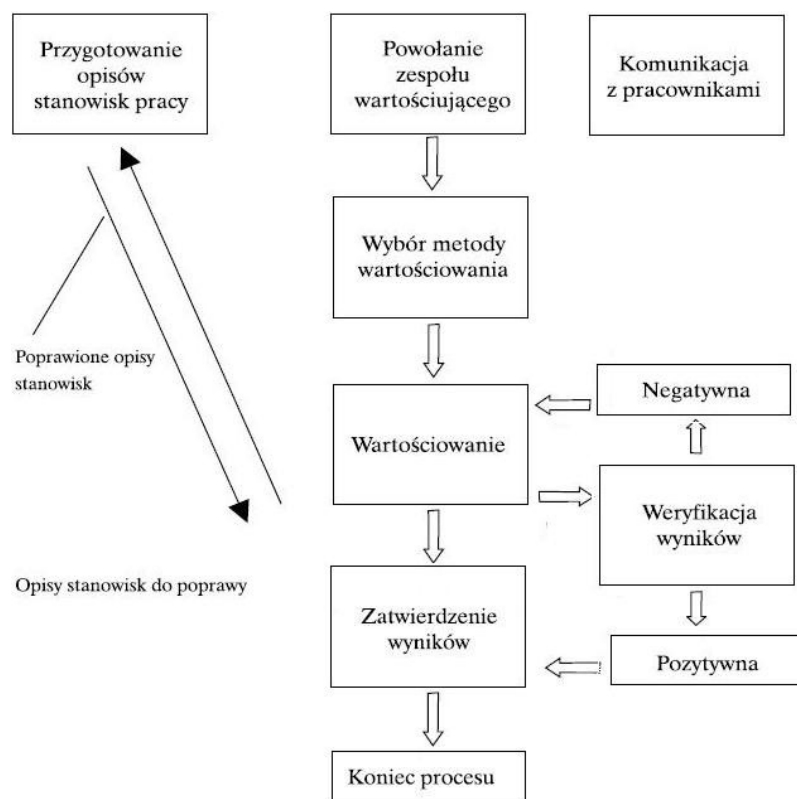 Przygotowanie
opisów
stanowisk pracy
Powołanie
zespołu
wartościującego
Komunikacja
z pracownikami
Wybór metody
wartościowania
Poprawione opisy
stanowisk
Negatywna
Wartościowanie
Weryfikacja
wyników
Opisy stanowisk do poprawy
Zatwierdzenie
wyników
Pozytywna
Koniec procesu